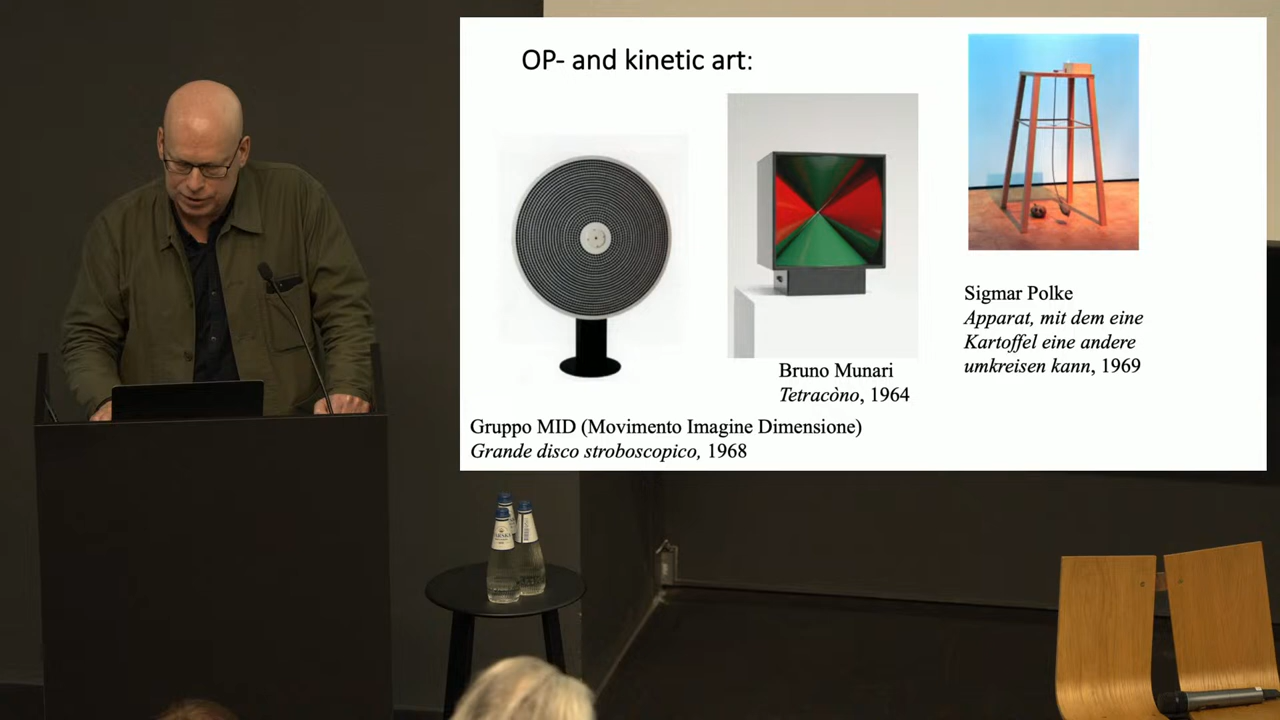 OP- and kinetic art:
Sigmar Polke
Apparat, mit dem eine
Kartoffel eine andere
umkreisen kann, 1969
Bruno Munari
Tetracòno, 1964
Gruppo MID (Movimento Imagine Dimensione)
Grande disco stroboscopico, 1968